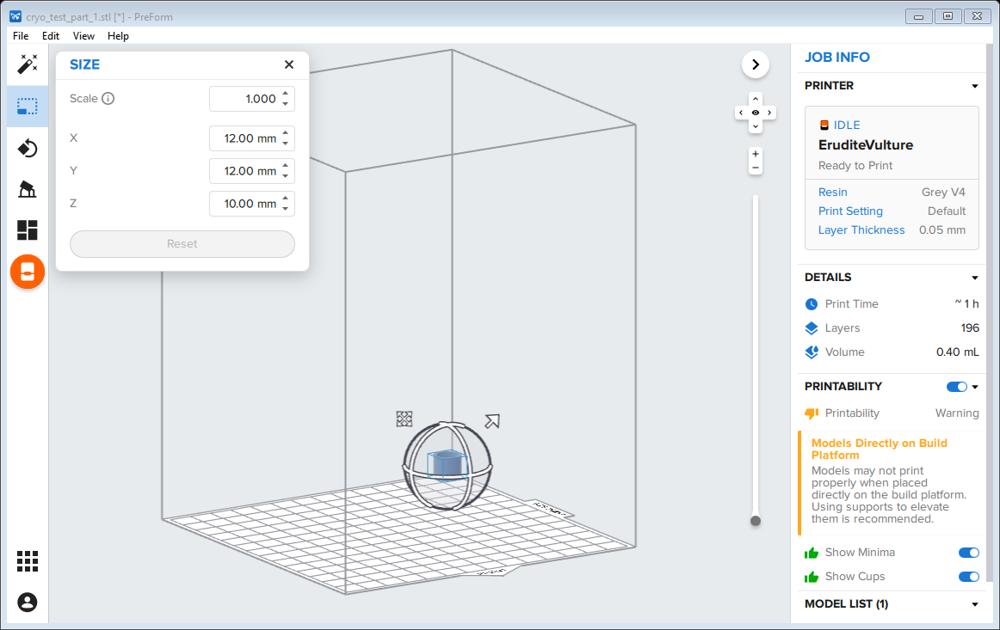 cryo_test_part_1.stl [*] - PreForm
File Edit View Help
SIZE
Scale 1.000
X 12.00 mm
Y 12.00 mm
Z 10.00 mm
Reset
JOB INFO
PRINTER
IDLE
EruditeVulture
Ready to Print
Resin Grey V4
Print Setting Default
Layer Thickness 0.05 mm
DETAILS
Print Time ~ 1 h
Layers 196
Volume 0.40 mL
PRINTABILITY
Printability Warning
Models Directly on Build
Platform
Models may not print
properly when placed
directly on the build platform.
Using supports to elevate
them is recommended.
Show Minima
Show Cups
MODEL LIST (1)